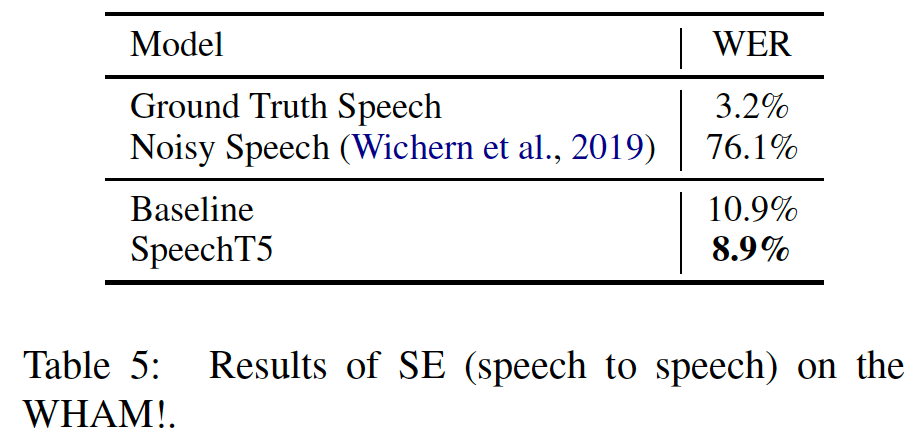 Model WER
Ground Truth Speech 3.2%
Noisy Speech (Wichern et al., 2019) 76.1%
Baseline 10.9%
SpeechT5 8.9%
Table 5: Results of SE (speech to speech) on the
WHAM!.